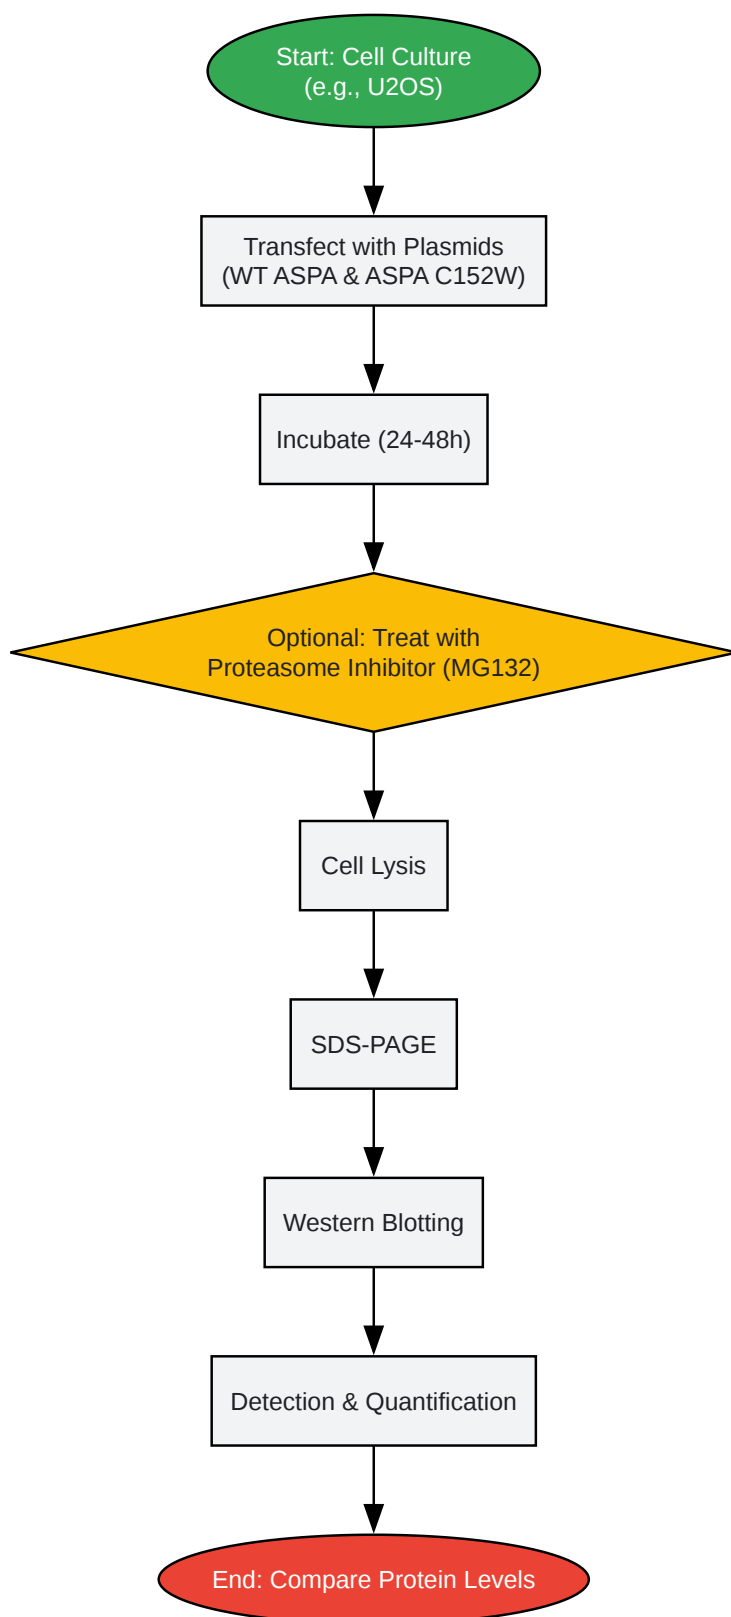 Start: Cell Culture
(e.g., U2OS)
Transfect with Plasmids
(WT ASPA & ASPA C152W)
Incubate (24-48h)
Optional: Treat with
Proteasome Inhibitor (MG132)
Cell Lysis
SDS-PAGE
Western Blotting
Detection & Quantification
End: Compare Protein Levels